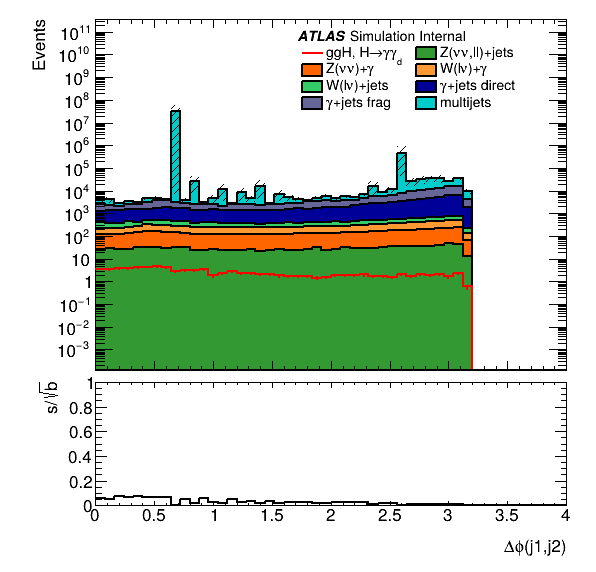 Events
ATLAS Simulation Internal
ggH, H→γγ_d
Z(νν,ll)+jets
Z(νν)+γ
W(lν)+γ
W(lν)+jets
γ+jets direct
γ+jets frag
multijets
10¹¹
10¹⁰
10⁹
10⁸
10⁷
10⁶
10⁵
10⁴
10³
10²
10
1
10⁻¹
10⁻²
10⁻³
s/√b
1
0.8
0.6
0.4
0.2
0
0 0.5 1 1.5 2 2.5 3 3.5 4
Δϕ(j1,j2)